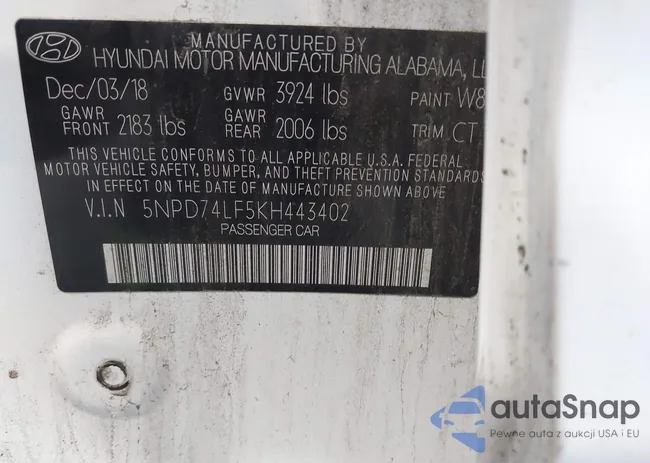 MANUFACTURED BY
HYUNDAI MOTOR MANUFACTURING ALABAMA, LL
Dec/03/18 GVWR 3924 lbs PAINT W8
GAWR FRONT 2183 lbs GAWR REAR 2006 lbs TRIM CT
THIS VEHICLE CONFORMS TO ALL APPLICABLE U.S.A. FEDERAL
MOTOR VEHICLE SAFETY, BUMPER, AND THEFT PREVENTION STANDARDS
IN EFFECT ON THE DATE OF MANUFACTURE SHOWN ABOVE.
V.I.N 5NPD74LF5KH443402
PASSENGER CAR
autaSnap
Pewne auta z aukcji USA i EU